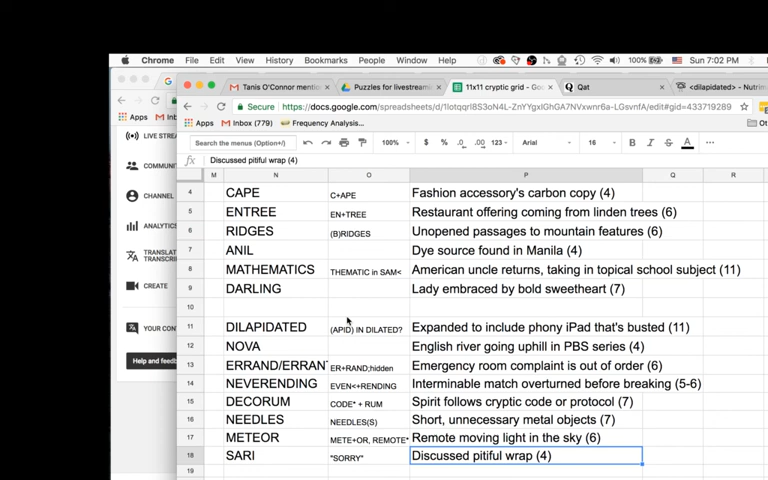 Chrome File Edit View History Bookmarks People Window Help 100% Sun 7:02 PM Q
Tanis O'Connor mentio × Puzzles for livestream × 11x11 cryptic grid - Goo × Qat × <dilapidated> - Nutrim
Secure https://docs.google.com/spreadsheets/d/1lotqrl8S3oN4L-ZnYYgxIGhGA7NVxwnr6a-LGsvnfA/edit#gid=433719289
Apps Apps Inbox (779) Frequency Analysis... Ot
LIVE STREA
COMMUN
CHANNEL
ANALYTICS
TRANSLAT
TRANSCRI
CREATE
YOUR CON
Help and feedb
Search the menus (Option+/) 100% $ % .0 .00 123 Arial 16 B I S A
fx Discussed pitiful wrap (4)
M N O P Q R
4 CAPE C+APE Fashion accessory's carbon copy (4)
5 ENTREE EN+TREE Restaurant offering coming from linden trees (6)
6 RIDGES (B)RIDGES Unopened passages to mountain features (6)
7 ANIL Dye source found in Manila (4)
8 MATHEMATICS THEMATIC in SAM< American uncle returns, taking in topical school subject (11)
9 DARLING Lady embraced by bold sweetheart (7)
10
11 DILAPIDATED (APID) IN DILATED? Expanded to include phony iPad that's busted (11)
12 NOVA English river going uphill in PBS series (4)
13 ERRAND/ERRANT ER+RAND;hidden Emergency room complaint is out of order (6)
14 NEVERENDING EVEN<+RENDING Interminable match overturned before breaking (5-6)
15 DECORUM CODE* + RUM Spirit follows cryptic code or protocol (7)
16 NEEDLES NEEDLES(S) Short, unnecessary metal objects (7)
17 METEOR METE+OR, REMOTE* Remote moving light in the sky (6)
18 SARI "SORRY" Discussed pitiful wrap (4)
19